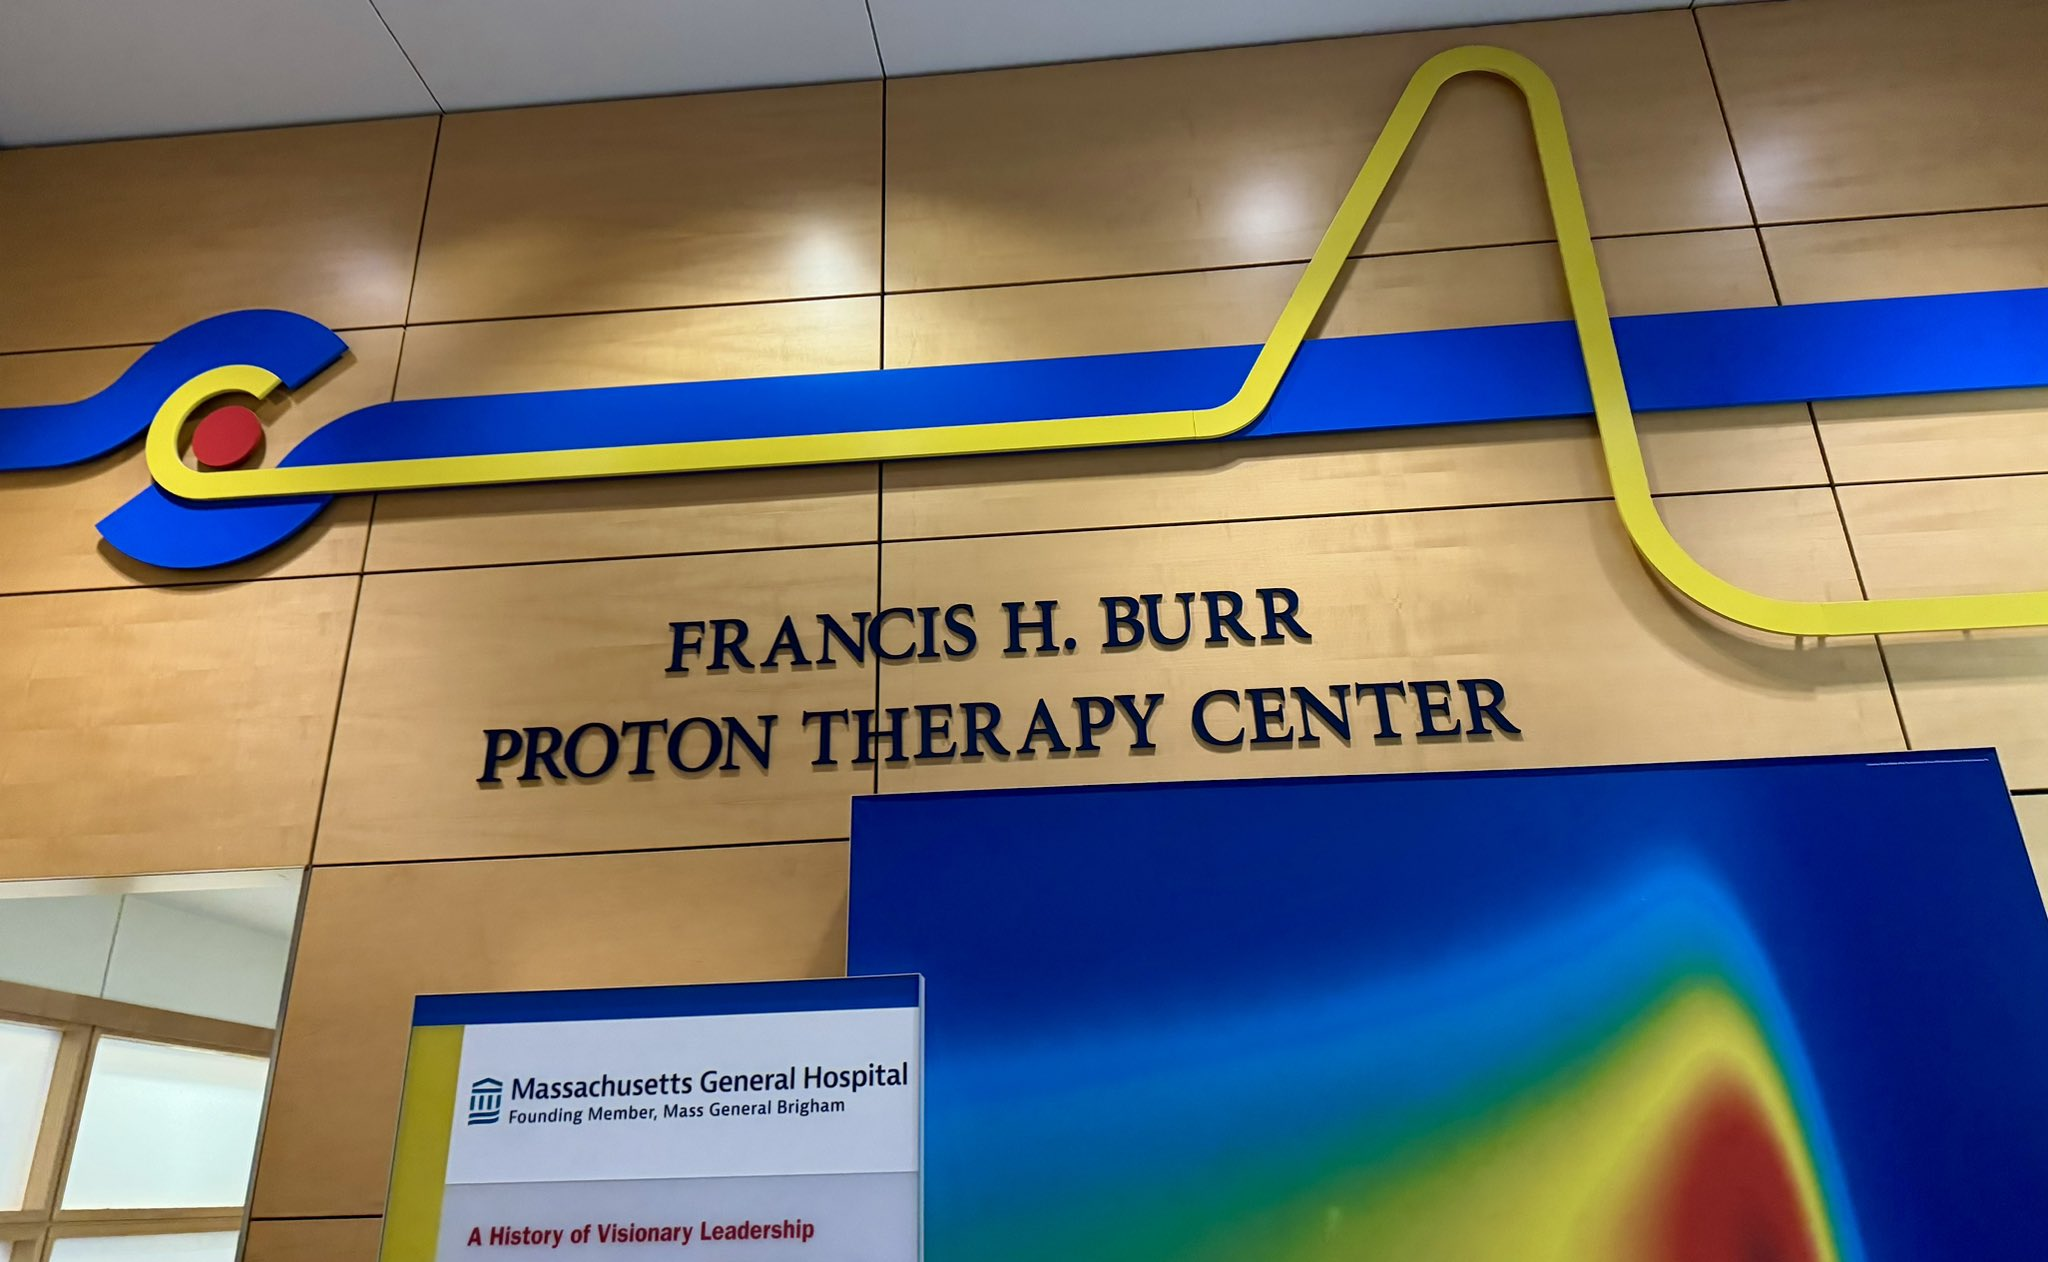 FRANCIS H. BURR
PROTON THERAPY CENTER
Massachusetts General Hospital
Founding Member, Mass General Brigham
A History of Visionary Leadership